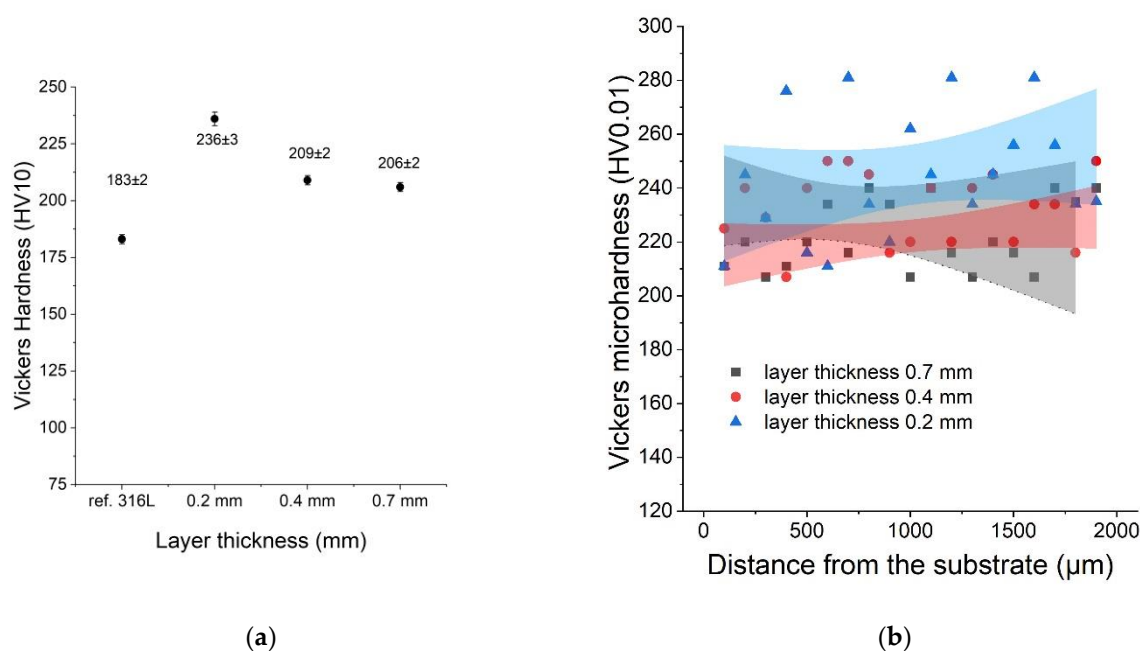 250
225
200
175
150
125
100
75
Vickers Hardness (HV10)
183±2
236±3
209±2
206±2
ref. 316L 0.2 mm 0.4 mm 0.7 mm
Layer thickness (mm)
(a)
300
280
260
240
220
200
180
160
140
120
Vickers microhardness (HV0.01)
layer thickness 0.7 mm
layer thickness 0.4 mm
layer thickness 0.2 mm
0 500 1000 1500 2000
Distance from the substrate (µm)
(b)